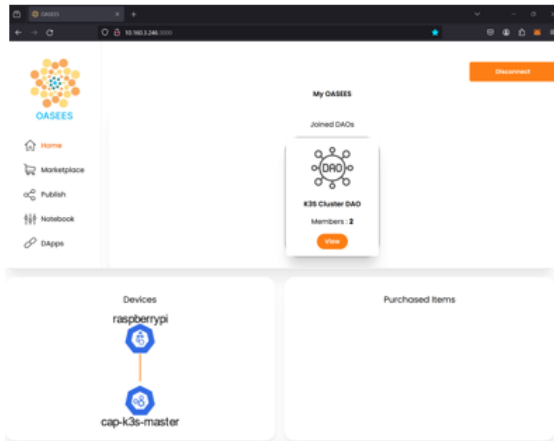 OASEES
10.160.3.246:3000
Disconnect
OASEES
My OASEES
Joined DAOs
Home
Marketplace
Publish
Notebook
DApps
DAO
K3S Cluster DAO
Members : 2
View
Devices
raspberrypi
cap-k3s-master
Purchased Items